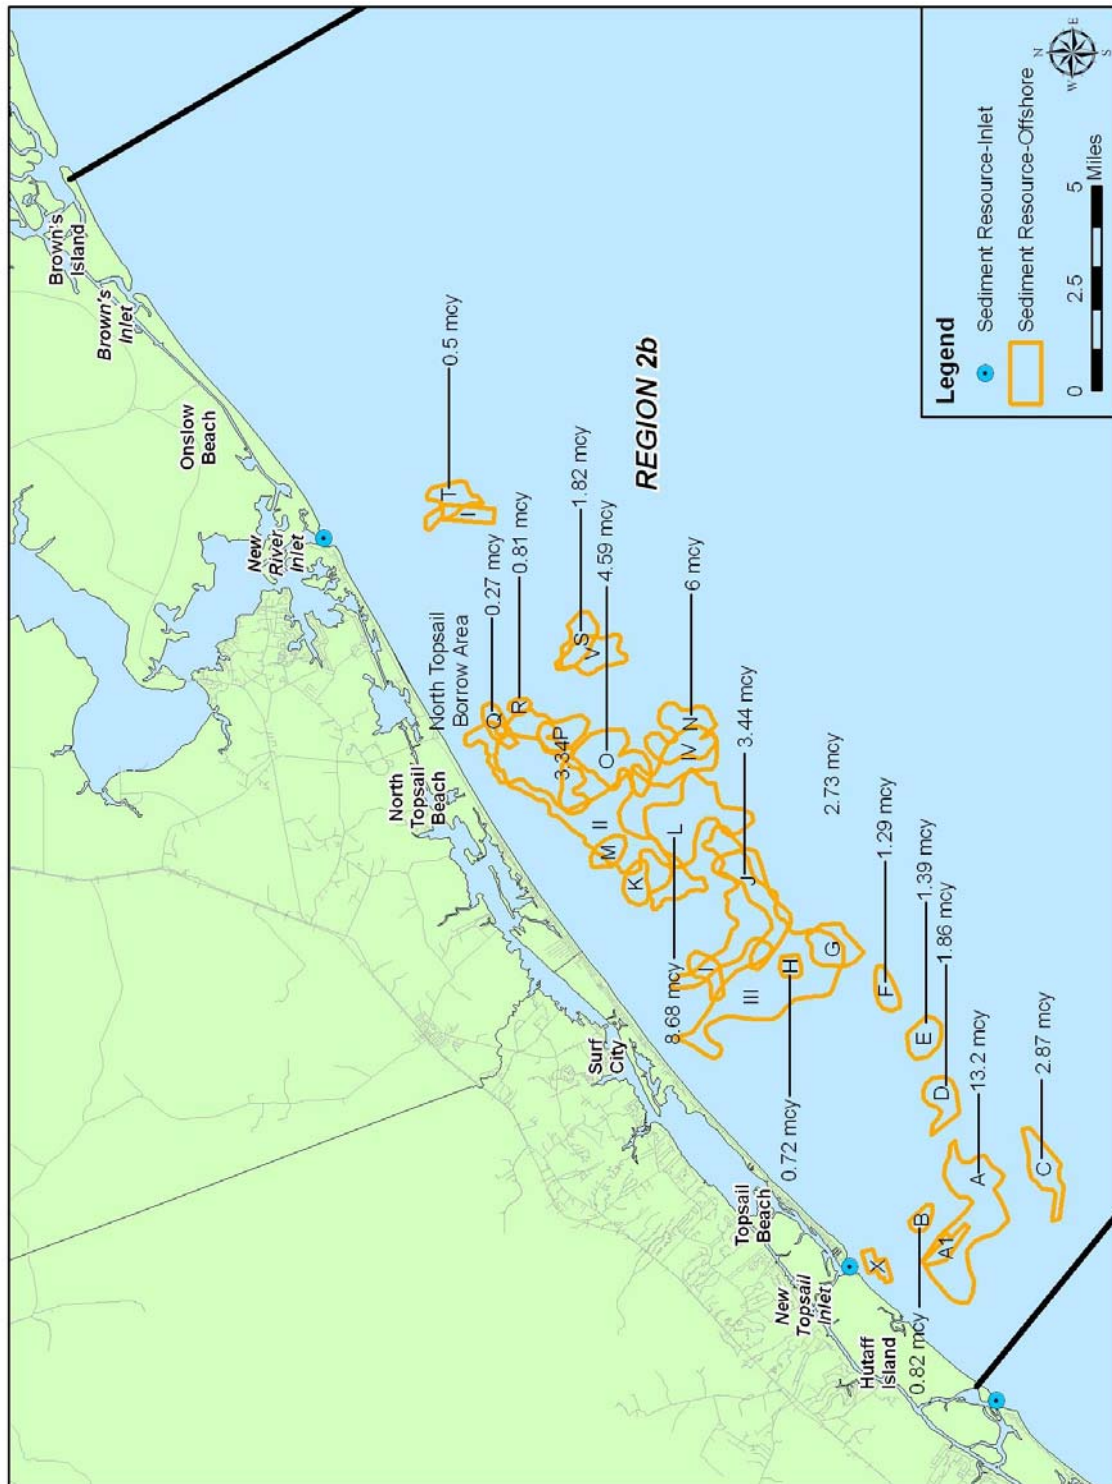 Brown's
Island
Brown's
Inlet
Onslow
Beach
New
River
Inlet
North
Topsail
Beach
North Topsail
Borrow Area
0.5 mcy
T
I
0.27 mcy
Q
0.81 mcy
R
3.34P
1.82 mcy
S
V
4.59 mcy
O
REGION 2b
Surf
City
II
M
K
L
8.68 mcy
6 mcy
N
IV
I
3.44 mcy
J
III
Topsail
Beach
New
Topsail
Inlet
Hutaff
Island
H
0.72 mcy
2.73 mcy
G
X
1.29 mcy
F
1.39 mcy
E
B
0.82 mcy
1.86 mcy
D
A1
13.2 mcy
A
2.87 mcy
C
Legend
Sediment Resource-Inlet
Sediment Resource-Offshore
0 2.5 5
Miles
N
W E
S